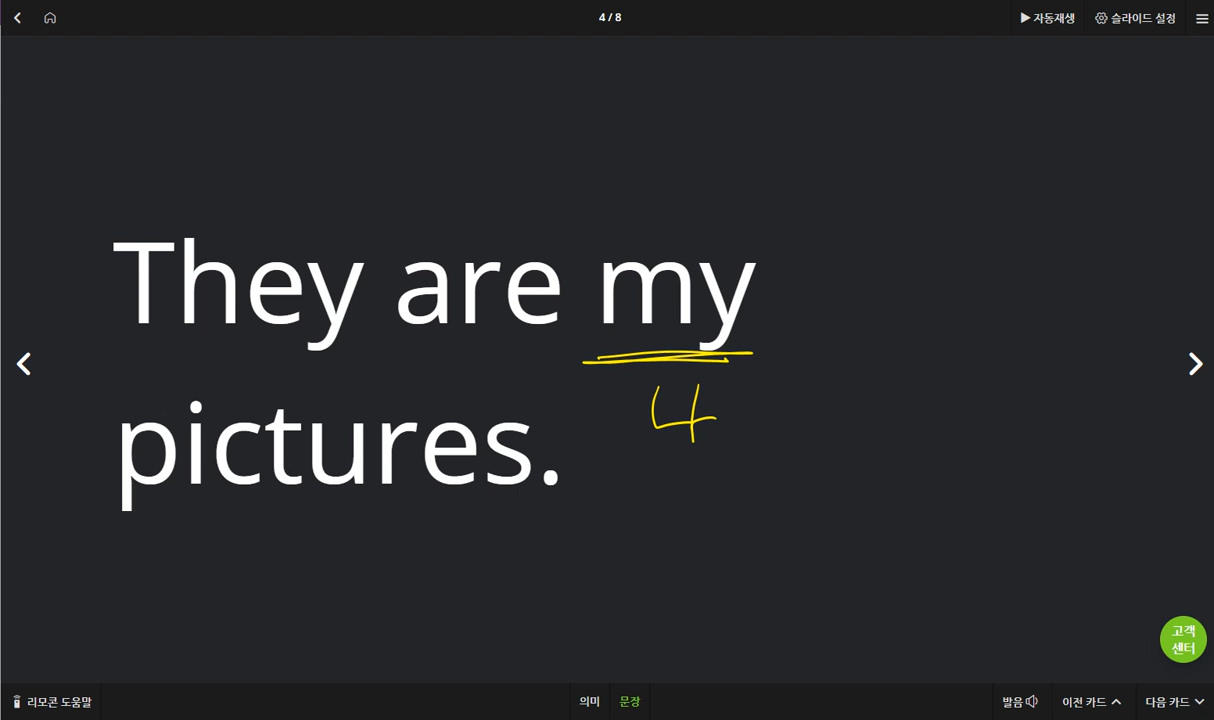 4 / 8
자동재생
슬라이드 설정
They are my
4
pictures.
고객
센터
리모콘 도움말
의미
문장
발음
이전 카드
다음 카드